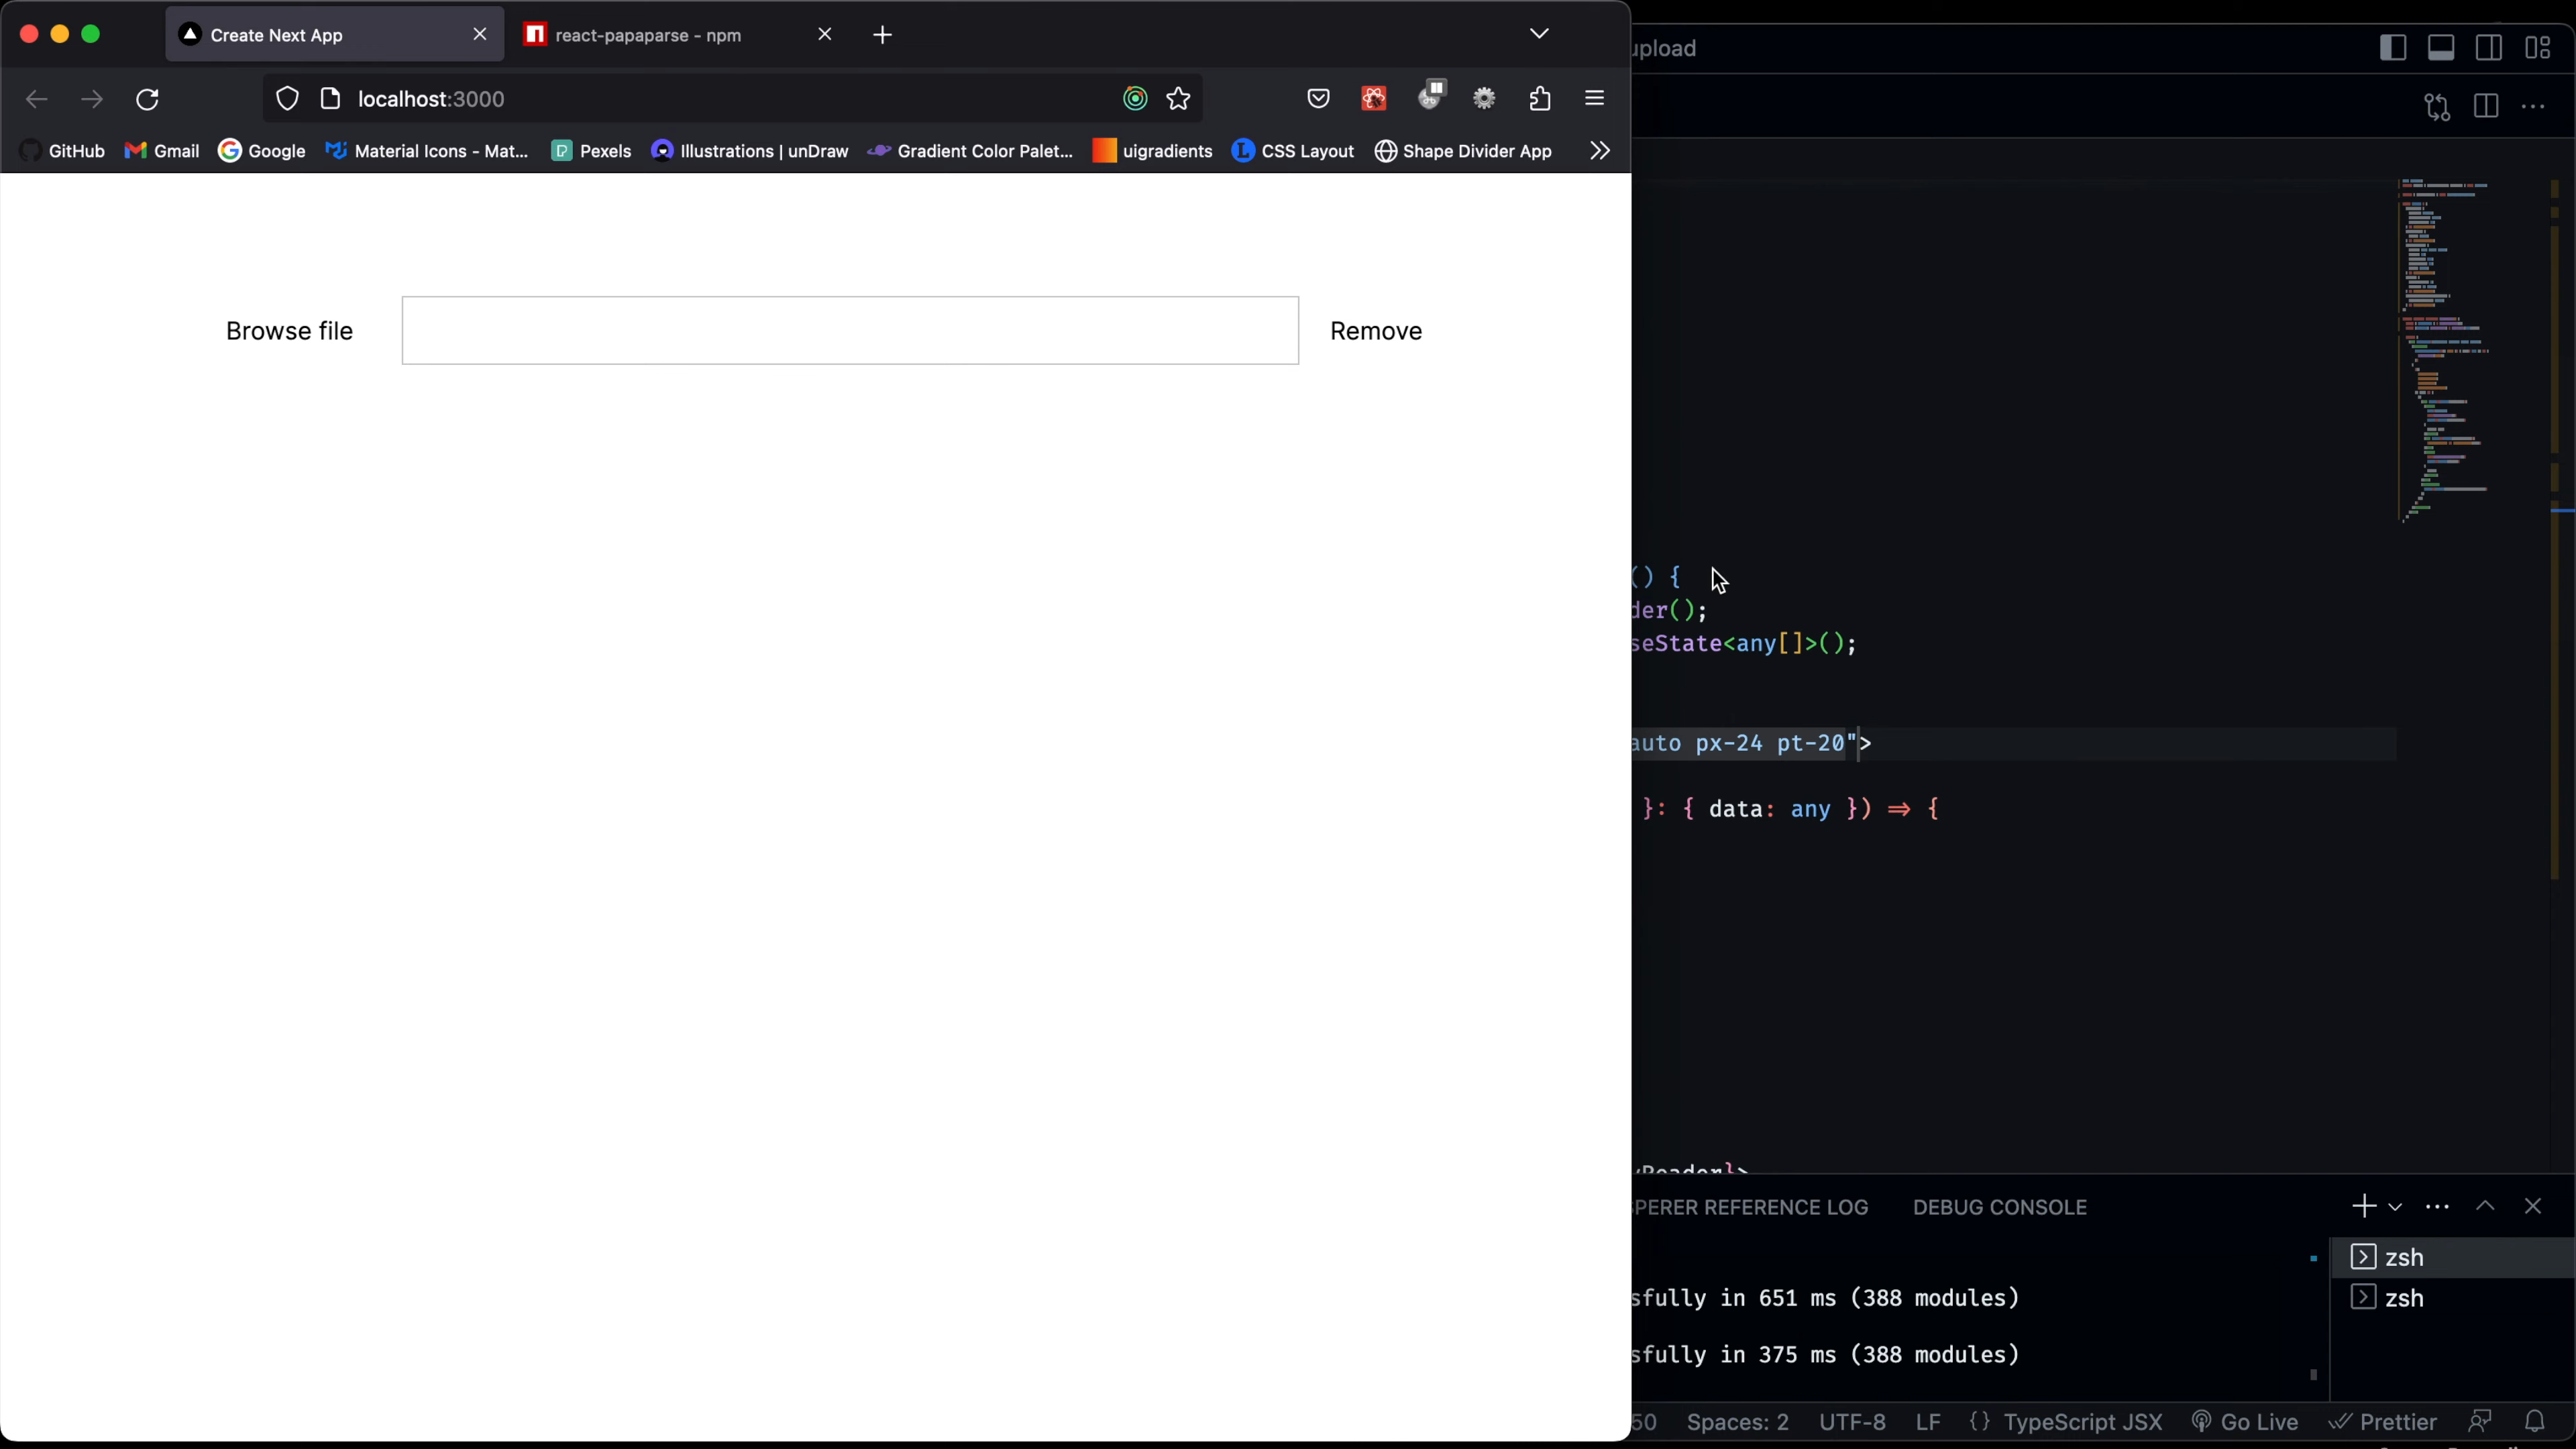 Create Next App
react-papaparse - npm
upload
localhost:3000
GitHub
Gmail
Google
Material Icons - Mat...
Pexels
Illustrations | unDraw
Gradient Color Palet...
uigradients
CSS Layout
Shape Divider App
Browse file
Remove
() {
der();
seState<any[]>();
auto px-24 pt-20">
}: { data: any }) ⇒ {
yReader}>
SPERER REFERENCE LOG
DEBUG CONSOLE
zsh
sfully in 651 ms (388 modules)
zsh
sfully in 375 ms (388 modules)
50
Spaces: 2
UTF-8
LF
{} TypeScript JSX
Go Live
Prettier